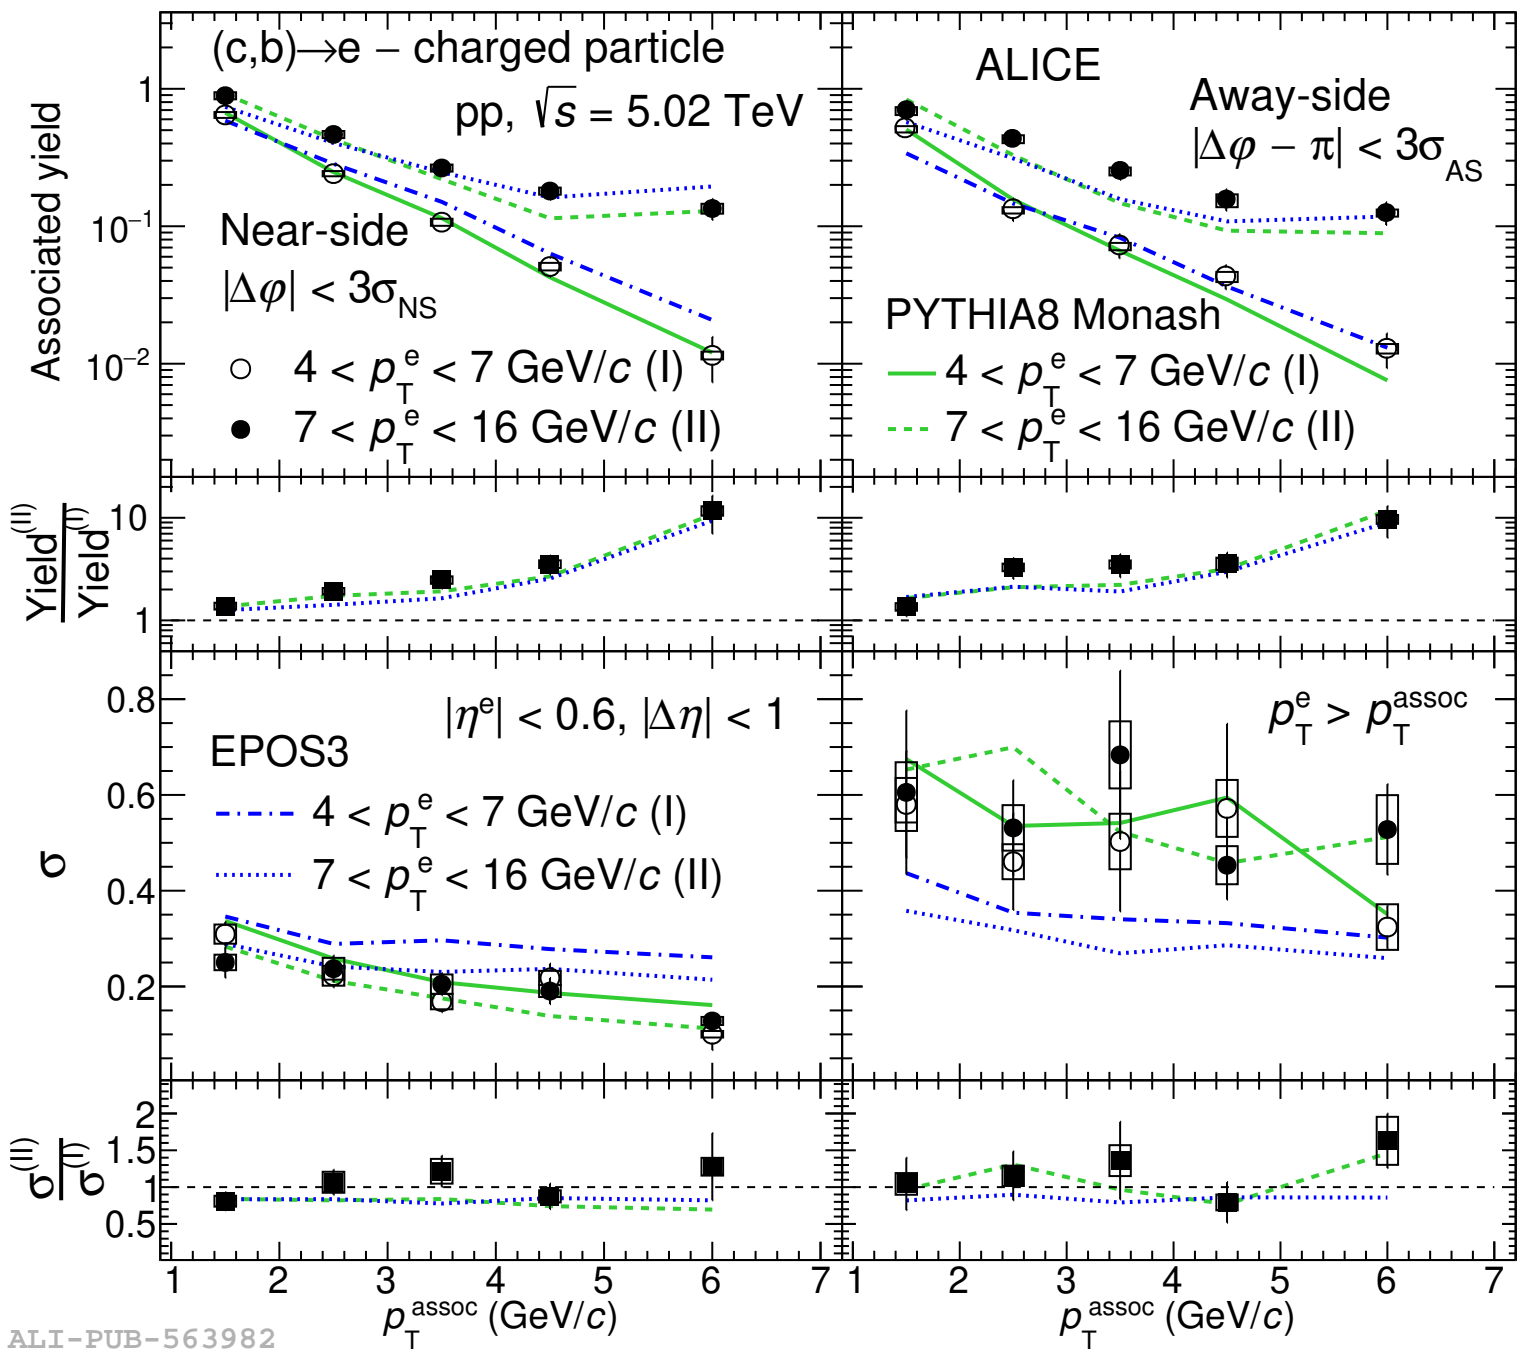 (c,b)→e − charged particle
pp, √s = 5.02 TeV
Near-side
|Δφ| < 3σ_NS
4 < p_T^e < 7 GeV/c (I)
7 < p_T^e < 16 GeV/c (II)
Associated yield
1
10^−1
10^−2
ALICE
Away-side
|Δφ − π| < 3σ_AS
PYTHIA8 Monash
4 < p_T^e < 7 GeV/c (I)
7 < p_T^e < 16 GeV/c (II)
Yield^(II)
Yield^(I)
10
1
|η^e| < 0.6, |Δη| < 1
EPOS3
4 < p_T^e < 7 GeV/c (I)
7 < p_T^e < 16 GeV/c (II)
σ
0.8
0.6
0.4
0.2
p_T^e > p_T^assoc
σ^(II)
σ^(I)
2
1.5
1
0.5
1 2 3 4 5 6 7
1 2 3 4 5 6 7
p_T^assoc (GeV/c)
p_T^assoc (GeV/c)
ALI-PUB-563982